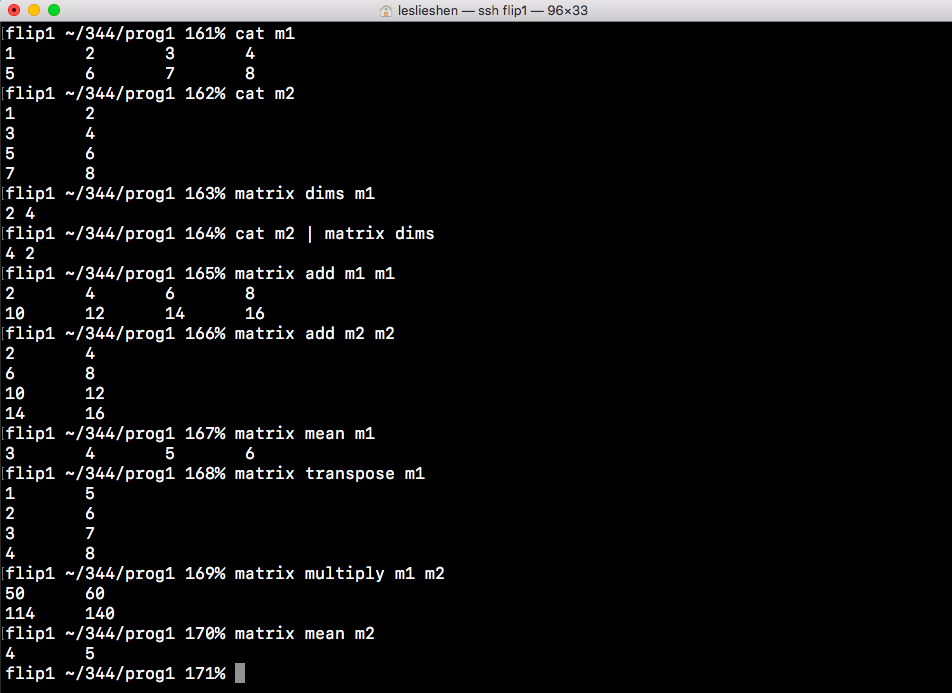 leslieshen — ssh flip1 — 96×33
[flip1 ~/344/prog1 161% cat m1
1       2       3       4
5       6       7       8
[flip1 ~/344/prog1 162% cat m2
1       2
3       4
5       6
7       8
[flip1 ~/344/prog1 163% matrix dims m1
2 4
[flip1 ~/344/prog1 164% cat m2 | matrix dims
4 2
[flip1 ~/344/prog1 165% matrix add m1 m1
2       4       6       8
10      12      14      16
[flip1 ~/344/prog1 166% matrix add m2 m2
2       4
6       8
10      12
14      16
[flip1 ~/344/prog1 167% matrix mean m1
3       4       5       6
[flip1 ~/344/prog1 168% matrix transpose m1
1       5
2       6
3       7
4       8
[flip1 ~/344/prog1 169% matrix multiply m1 m2
50      60
114     140
[flip1 ~/344/prog1 170% matrix mean m2
4       5
flip1 ~/344/prog1 171%